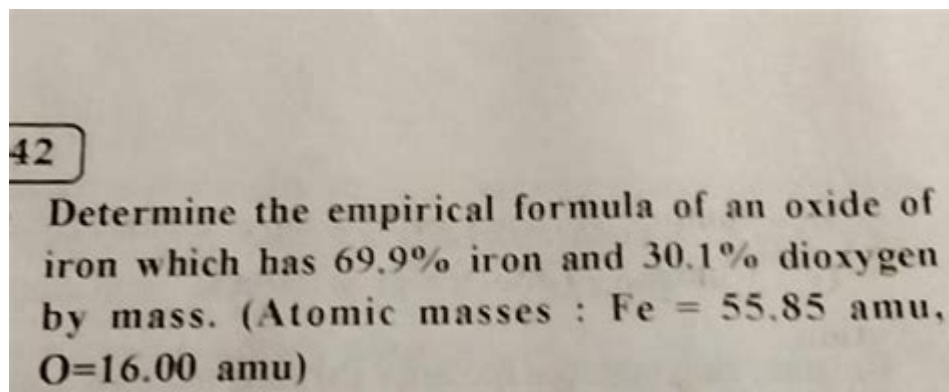 42
Determine the empirical formula of an oxide of
iron which has 69.9% iron and 30.1% dioxygen
by mass. (Atomic masses : Fe = 55.85 amu,
O=16.00 amu)